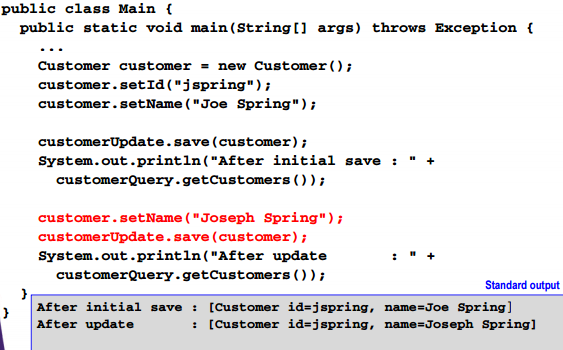 public class Main {
  public static void main(String[] args) throws Exception {
    ...
    Customer customer = new Customer();
    customer.setId("jspring");
    customer.setName("Joe Spring");

    customerUpdate.save(customer);
    System.out.println("After initial save : " +
      customerQuery.getCustomers());

    customer.setName("Joseph Spring");
    customerUpdate.save(customer);
    System.out.println("After update       : " +
      customerQuery.getCustomers());
  }
Standard output
}
After initial save : [Customer id=jspring, name=Joe Spring]
After update       : [Customer id=jspring, name=Joseph Spring]